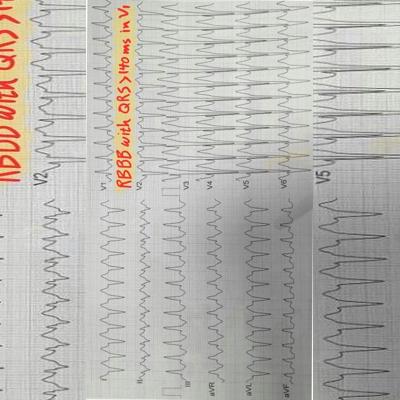 RBBB with QRS >1
V2
RBBB with QRS >140 ms in V1
V1
V2
V3
V4
V5
V6
I
II
III
aVR
aVL
aVF
V5